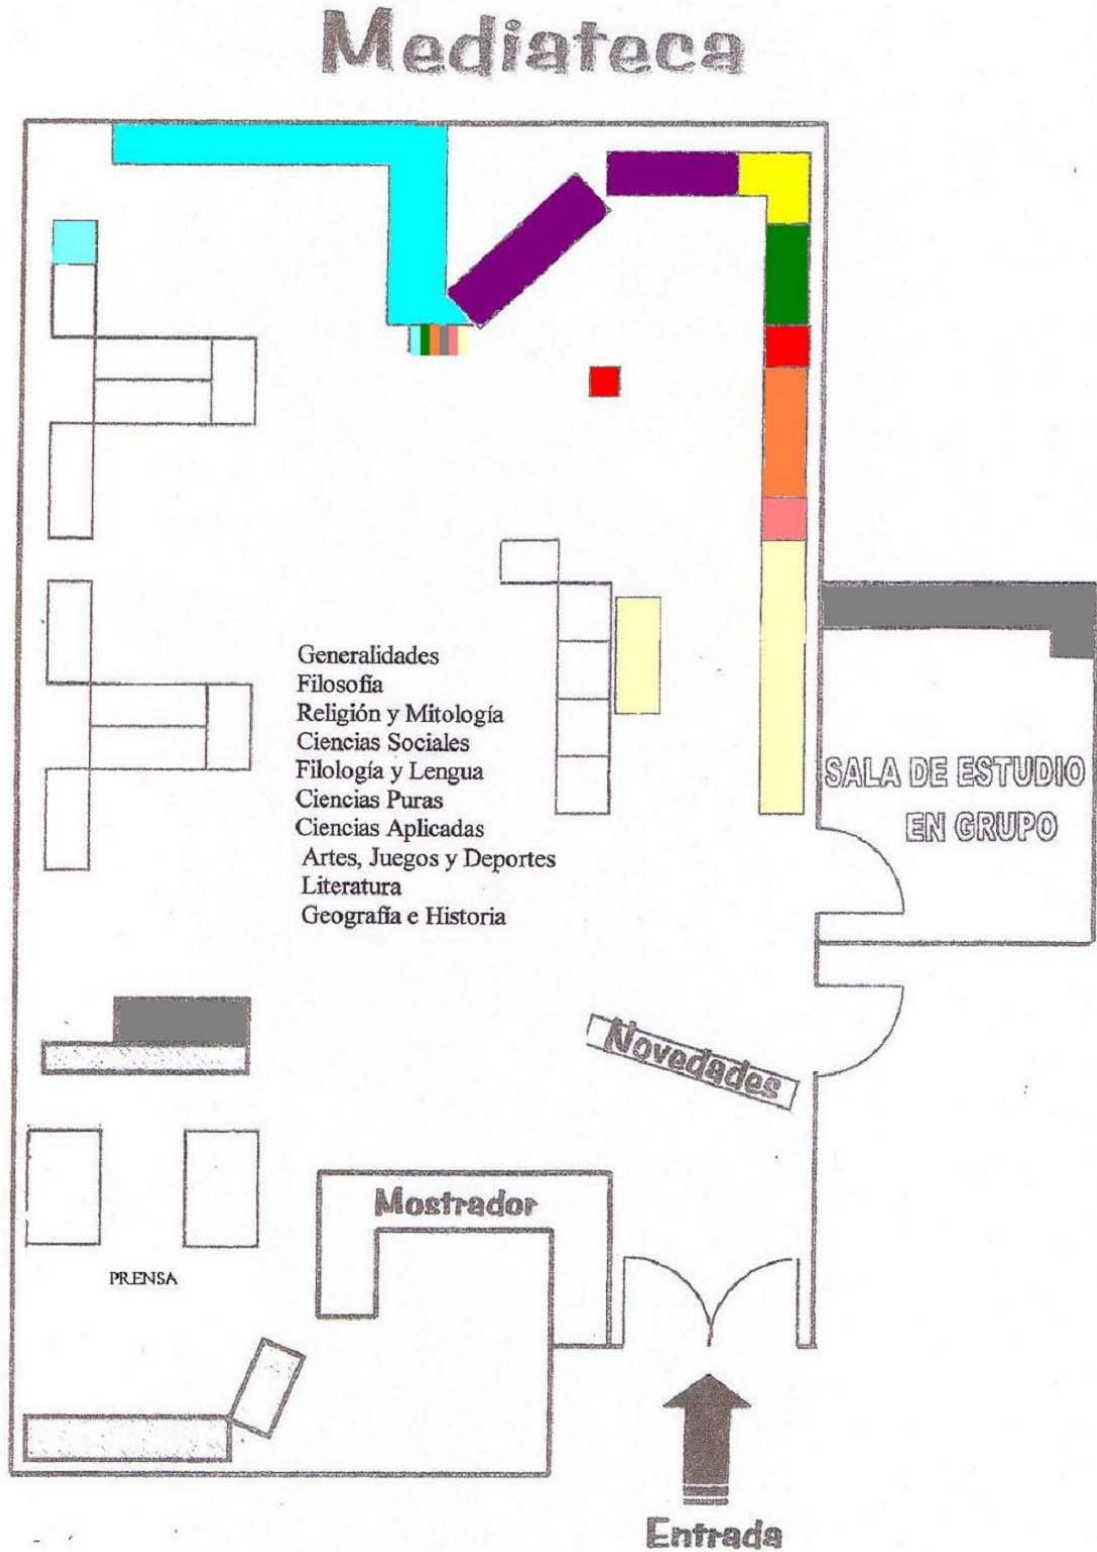 Mediateca
Generalidades
Filosofía
Religión y Mitología
Ciencias Sociales
Filología y Lengua
Ciencias Puras
Ciencias Aplicadas
Artes, Juegos y Deportes
Literatura
Geografía e Historia
SALA DE ESTUDIO
EN GRUPO
Novedades
Mostrador
PRENSA
Entrada